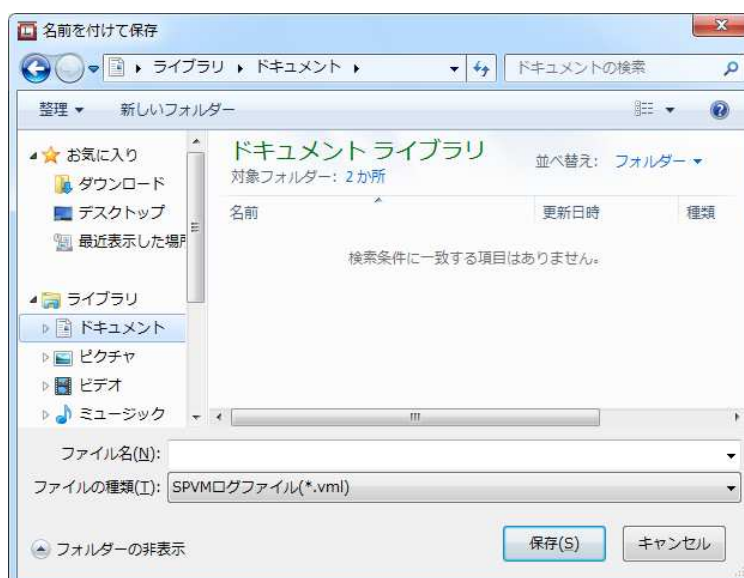 名前を付けて保存
ライブラリ ドキュメント ドキュメントの検索
整理 新しいフォルダー
お気に入り
ダウンロード
デスクトップ
最近表示した場所
ライブラリ
ドキュメント
ピクチャ
ビデオ
ミュージック
ドキュメント ライブラリ
対象フォルダー: 2 か所
並べ替え: フォルダー
名前 更新日時 種類
検索条件に一致する項目はありません。
ファイル名(N):
ファイルの種類(T): SPVMログファイル(*.vml)
フォルダーの非表示 保存(S) キャンセル